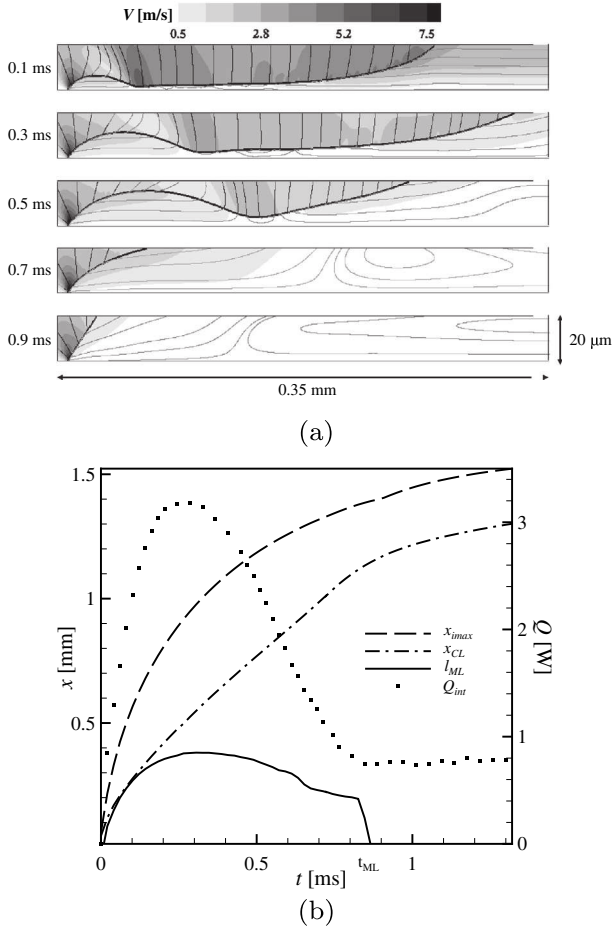 V [m/s]
0.5 2.8 5.2 7.5
0.1 ms
0.3 ms
0.5 ms
0.7 ms
0.9 ms
20 μm
0.35 mm
(a)
1.5
1
0.5
x [mm]
3
2
1
0
Q [W]
x_imax
x_CL
l_ML
Q_int
0 0.5 t_ML 1
t [ms]
(b)